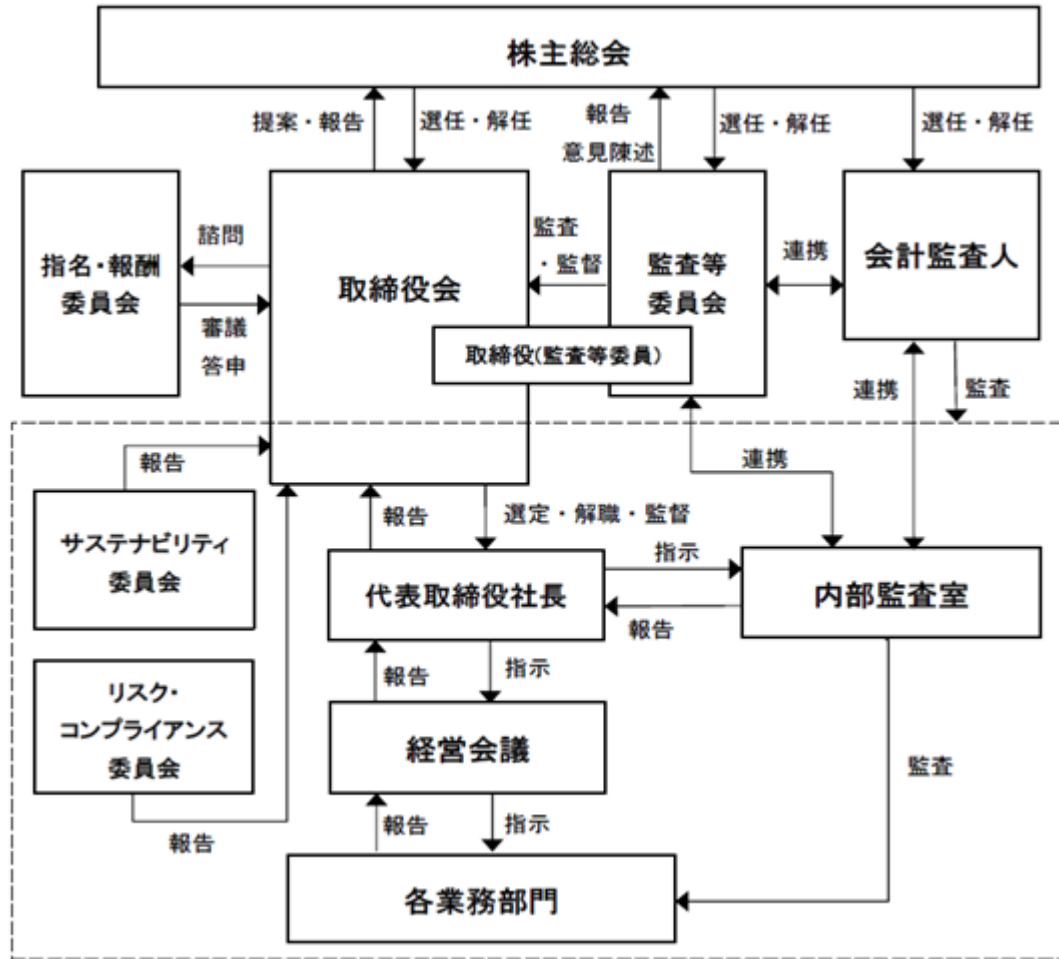 株主総会
提案・報告
選任・解任
報告
意見陳述
選任・解任
選任・解任
指名・報酬
委員会
諮問
審議
答申
取締役会
監査
・監督
監査等
委員会
連携
会計監査人
取締役(監査等委員)
連携
監査
報告
連携
サステナビリティ
委員会
報告
選定・解職・監督
代表取締役社長
指示
報告
内部監査室
リスク・
コンプライアンス
委員会
報告
報告
指示
経営会議
監査
報告
指示
各業務部門